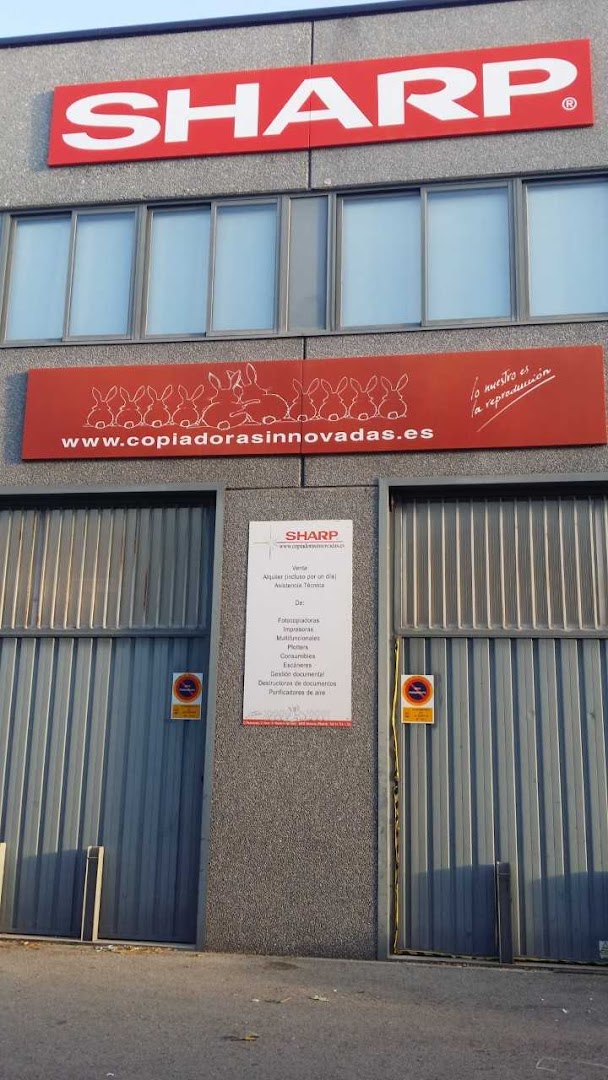 SHARP®
lo nuestro es
la reproducción
www.copiadorasinnovadas.es
SHARP
www.copiadorasinnovadas.es
Venta
Alquiler (incluso por un día)
Asistencia Técnica
De:
Fotocopiadoras
Impresoras
Multifuncionales
Plotters
Consumibles
Escáneres
Gestión documental
Destructoras de documentos
Purificadores de aire